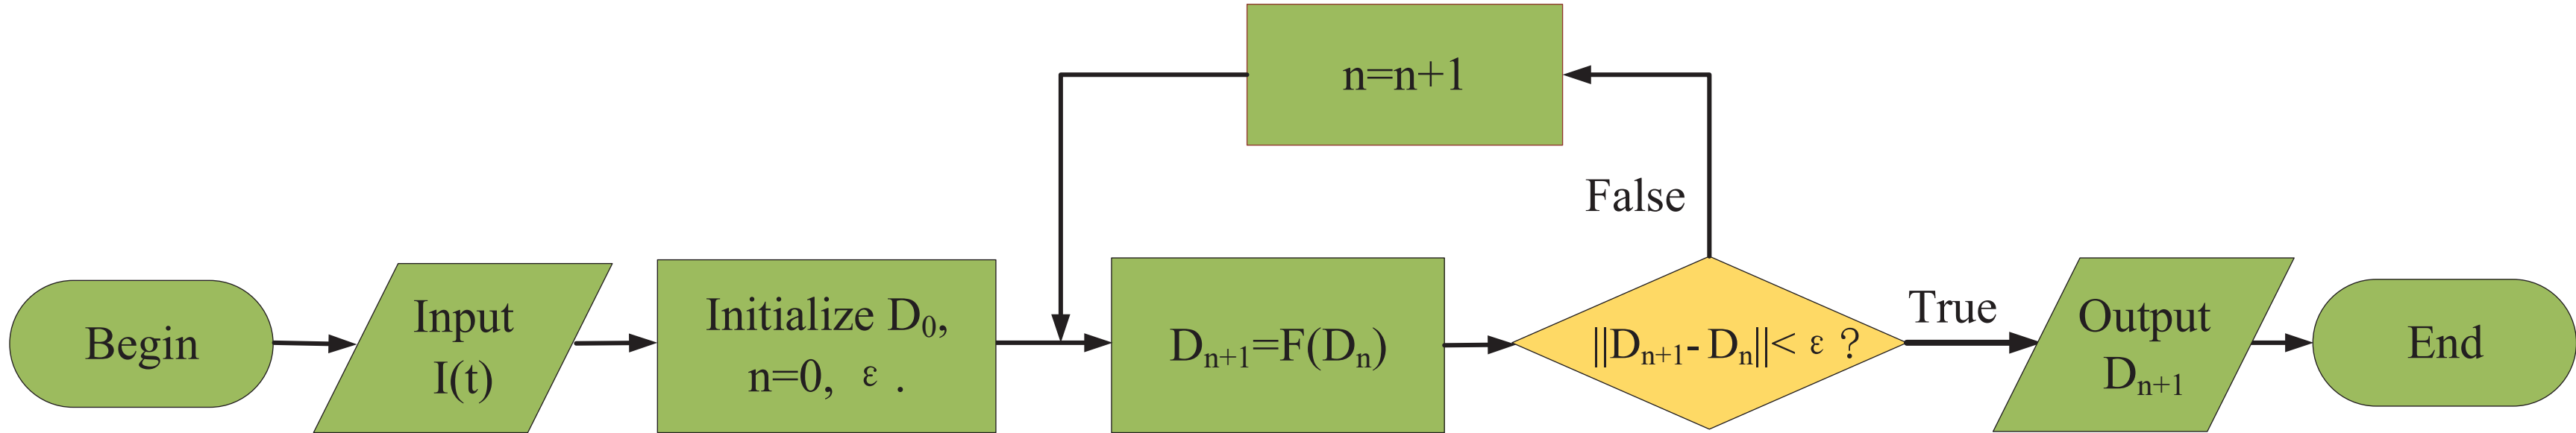 Begin
Input
I(t)
Initialize D₀,
n=0, ε .
Dₙ₊₁=F(Dₙ)
||Dₙ₊₁- Dₙ||< ε ?
False
n=n+1
True
Output
Dₙ₊₁
End